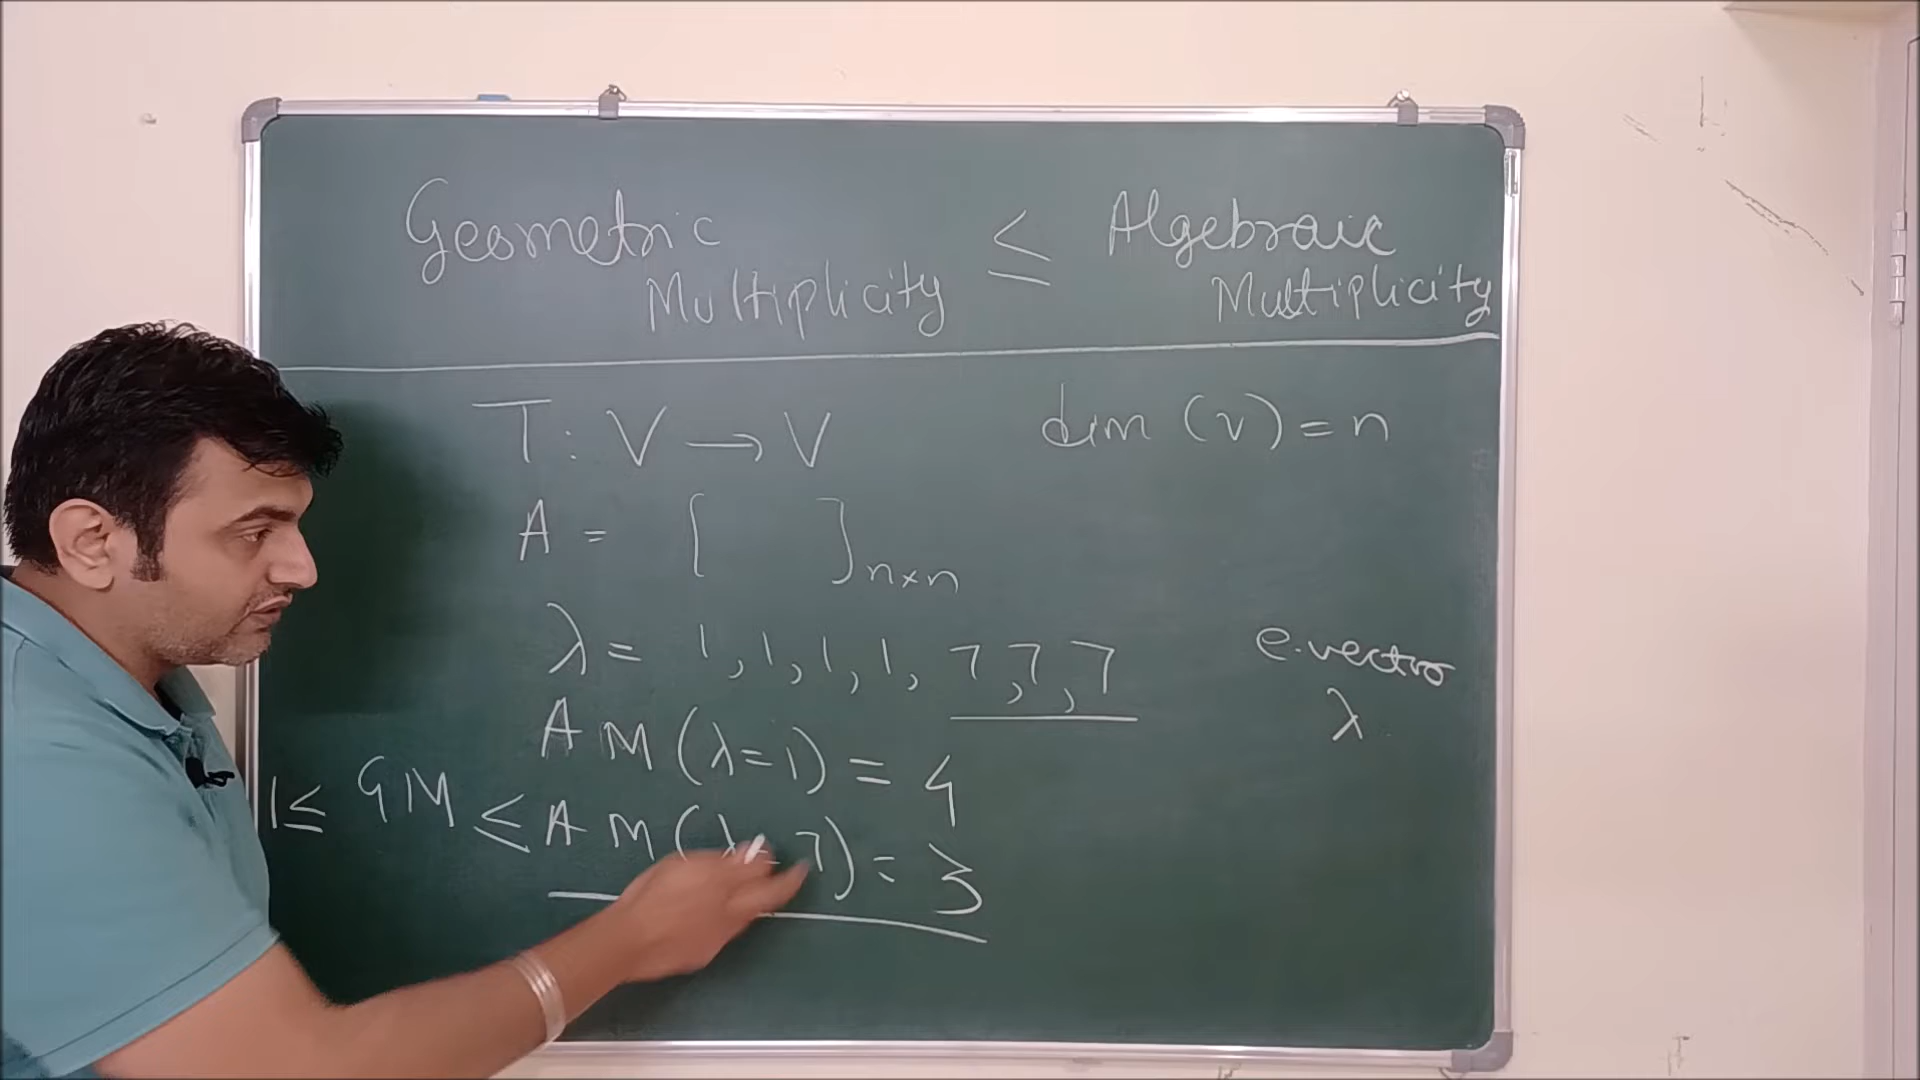 Geometric Multiplicity ≤ Algebraic Multiplicity
T : V → V dim (V) = n
A = [ ]n×n
λ = 1, 1, 1, 1, 7, 7, 7
e.vector
λ
AM (λ=1) = 4
1 ≤ GM ≤ AM (λ=7) = 3